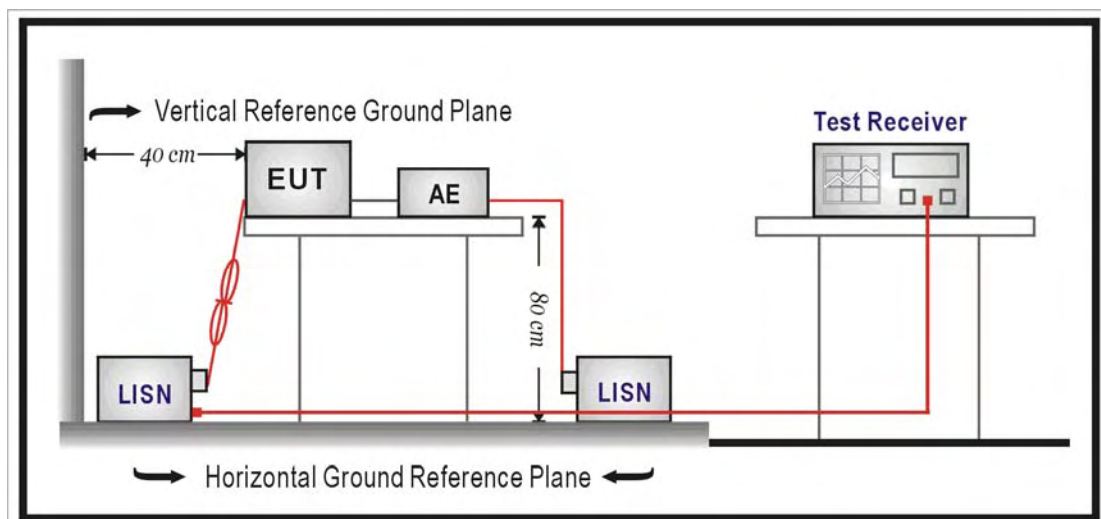 Vertical Reference Ground Plane
Test Receiver
40 cm
EUT
AE
80 cm
LISN
LISN
Horizontal Ground Reference Plane